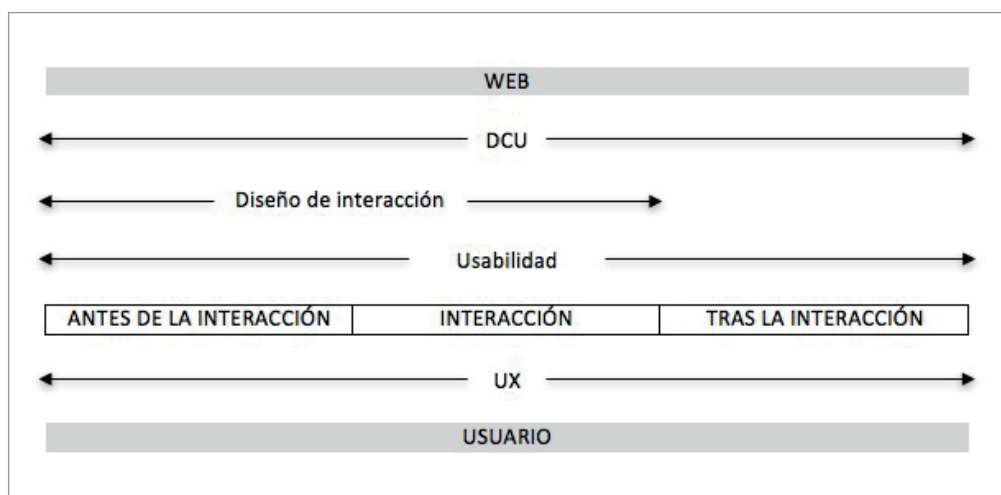 WEB
DCU
Diseño de interacción
Usabilidad
ANTES DE LA INTERACCIÓN INTERACCIÓN TRAS LA INTERACCIÓN
UX
USUARIO